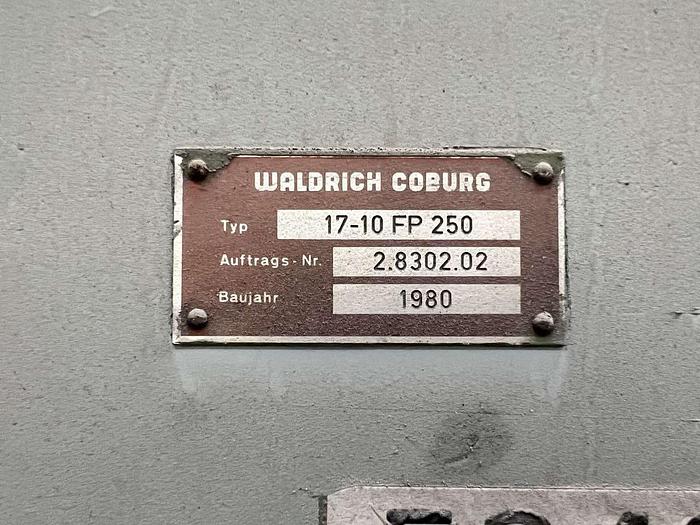 WALDRICH COBURG
Typ 17-10 FP 250
Auftrags-Nr. 2.8302.02
Baujahr 1980